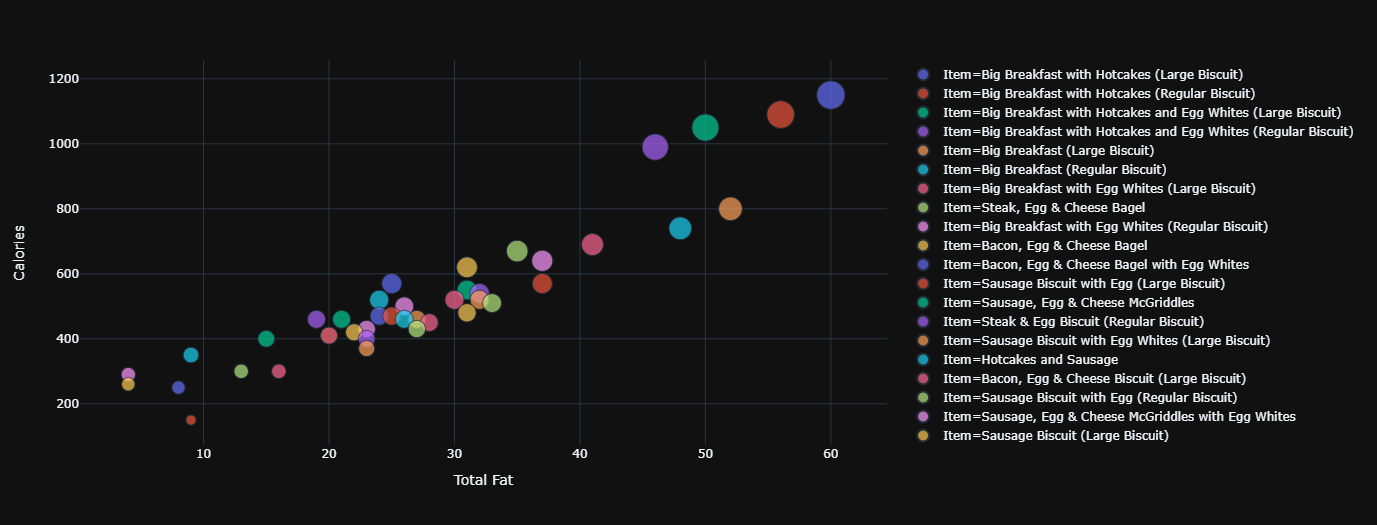 1200
1000
800
600
400
200
Calories
10
20
30
40
50
60
Total Fat
Item=Big Breakfast with Hotcakes (Large Biscuit)
Item=Big Breakfast with Hotcakes (Regular Biscuit)
Item=Big Breakfast with Hotcakes and Egg Whites (Large Biscuit)
Item=Big Breakfast with Hotcakes and Egg Whites (Regular Biscuit)
Item=Big Breakfast (Large Biscuit)
Item=Big Breakfast (Regular Biscuit)
Item=Big Breakfast with Egg Whites (Large Biscuit)
Item=Steak, Egg & Cheese Bagel
Item=Big Breakfast with Egg Whites (Regular Biscuit)
Item=Bacon, Egg & Cheese Bagel
Item=Bacon, Egg & Cheese Bagel with Egg Whites
Item=Sausage Biscuit with Egg (Large Biscuit)
Item=Sausage, Egg & Cheese McGriddles
Item=Steak & Egg Biscuit (Regular Biscuit)
Item=Sausage Biscuit with Egg Whites (Large Biscuit)
Item=Hotcakes and Sausage
Item=Bacon, Egg & Cheese Biscuit (Large Biscuit)
Item=Sausage Biscuit with Egg (Regular Biscuit)
Item=Sausage, Egg & Cheese McGriddles with Egg Whites
Item=Sausage Biscuit (Large Biscuit)